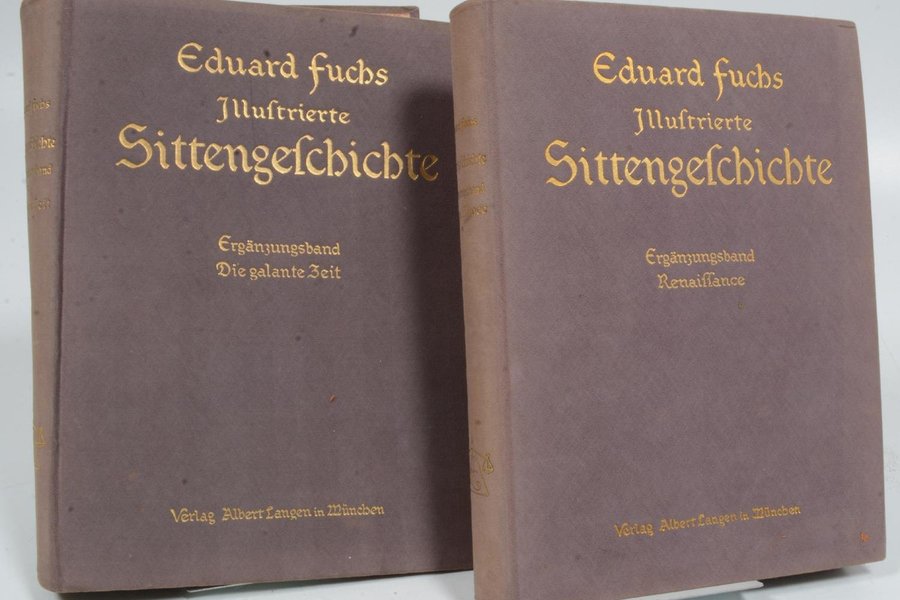 Eduard Fuchs
Illuſtrierte
Sittengeſchichte
Ergänzungsband
Die galante Zeit
Verlag Albert Langen in München
Eduard Fuchs
Illuſtrierte
Sittengeſchichte
Ergänzungsband
Renaiſſance
Verlag Albert Langen in München